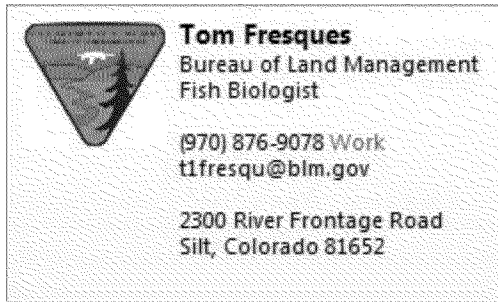 Tom Fresques
Bureau of Land Management
Fish Biologist
(970) 876-9078 Work
t1fresqu@blm.gov
2300 River Frontage Road
Silt, Colorado 81652